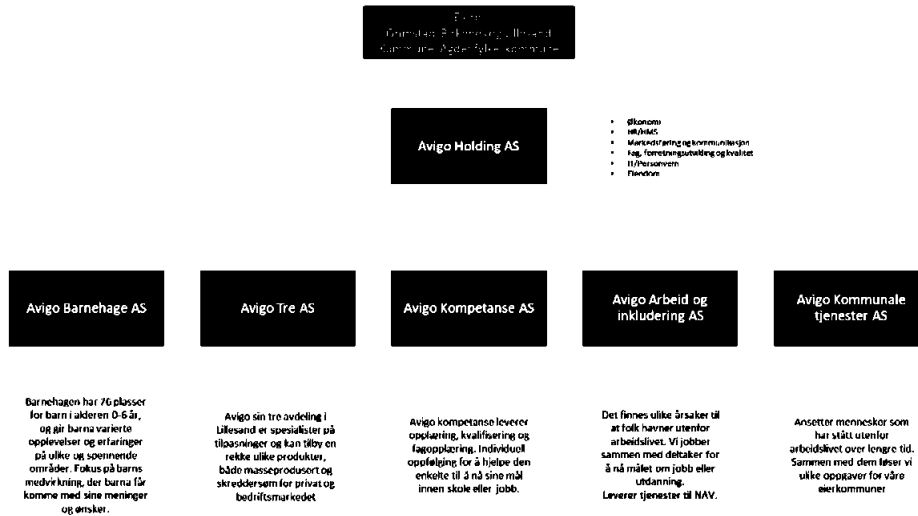 Grimstad, Birkenes og Lillesand
kommune, Agder fylkeskommune
Avigo Holding AS
• Økonomi
• HR/HMS
• Markedsføring og kommunikasjon
• Fag, forretningsutvikling og kvalitet
• IT/Personvern
• Eiendom
Avigo Barnehage AS
Avigo Tre AS
Avigo Kompetanse AS
Avigo Arbeid og
inkludering AS
Avigo Kommunale
tjenester AS
Barnehagen har 76 plasser
for barn i alderen 0-6 år,
og gir barna varierte
opplevelser og erfaringer
på ulike og spennende
områder. Fokus på barns
medvirkning, der barna får
komme med sine meninger
og ønsker.
Avigo sin tre avdeling i
Lillesand er spesialister på
tilpasninger og kan tilby en
rekke ulike produkter,
både masseprodusert og
skreddersøm for privat og
bedriftsmarkedet
Avigo kompetanse leverer
opplæring, kvalifisering og
fagopplæring. Individuell
oppfølging for å hjelpe den
enkelte til å nå sine mål
innen skole eller jobb.
Det finnes ulike årsaker til
at folk havner utenfor
arbeidslivet. Vi jobber
sammen med deltaker for
å nå målet om jobb eller
utdanning.
Leverer tjenester til NAV.
Ansetter mennesker som
har stått utenfor
arbeidslivet over lengre tid.
Sammen med dem løser vi
ulike oppgaver for våre
eierkommuner